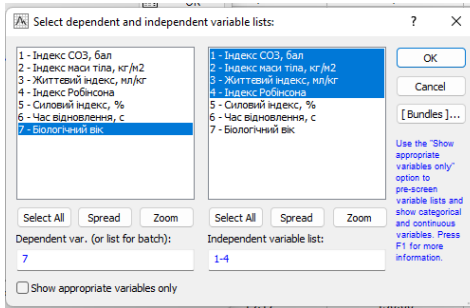 OK
Select dependent and independent variable lists:
? ×
1 - Індекс СОЗ, бал
2 - Індекс маси тіла, кг/м2
3 - Життєвий індекс, мл/кг
4 - Індекс Робінсона
5 - Силовий індекс, %
6 - Час відновлення, с
7 - Біологічний вік
1 - Індекс СОЗ, бал
2 - Індекс маси тіла, кг/м2
3 - Життєвий індекс, мл/кг
4 - Індекс Робінсона
5 - Силовий індекс, %
6 - Час відновлення, с
7 - Біологічний вік
OK
Cancel
[ Bundles ]...
Use the "Show
appropriate
variables only"
option to
pre-screen
variable lists and
show categorical
and continuous
variables. Press
F1 for more
information.
Select All Spread Zoom
Select All Spread Zoom
Dependent var. (or list for batch):
Independent variable list:
7
1-4
Show appropriate variables only